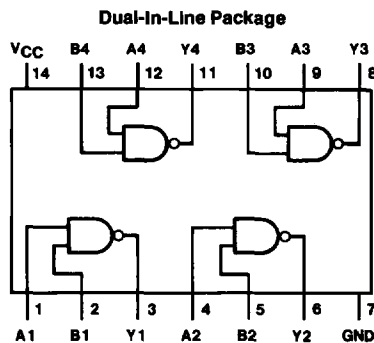 Dual-In-Line Package
VCC B4 A4 Y4 B3 A3 Y3
14 13 12 11 10 9 8
1 2 3 4 5 6 7
A1 B1 Y1 A2 B2 Y2 GND